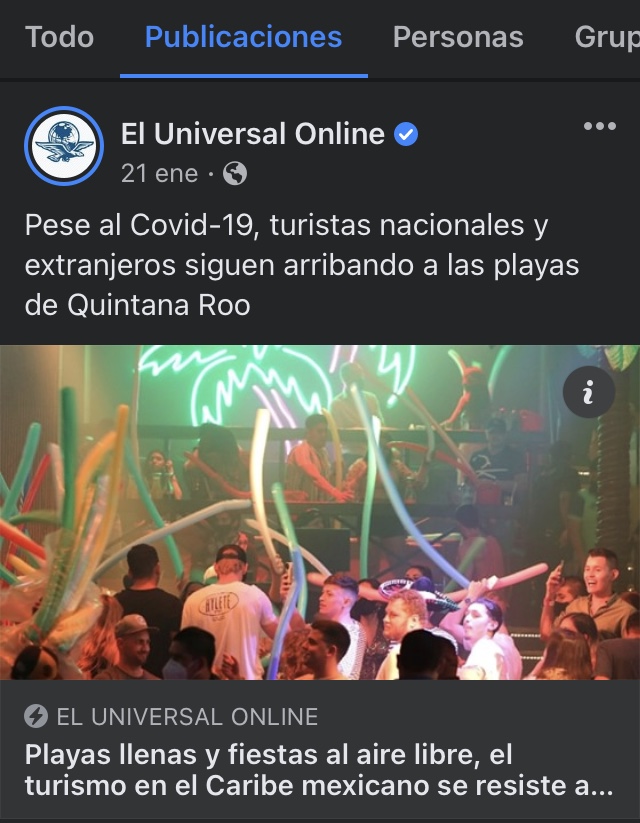 Todo Publicaciones Personas Grup
El Universal Online
21 ene ·
Pese al Covid-19, turistas nacionales y
extranjeros siguen arribando a las playas
de Quintana Roo
i
HYLETE
EL UNIVERSAL ONLINE
Playas llenas y fiestas al aire libre, el
turismo en el Caribe mexicano se resiste a...